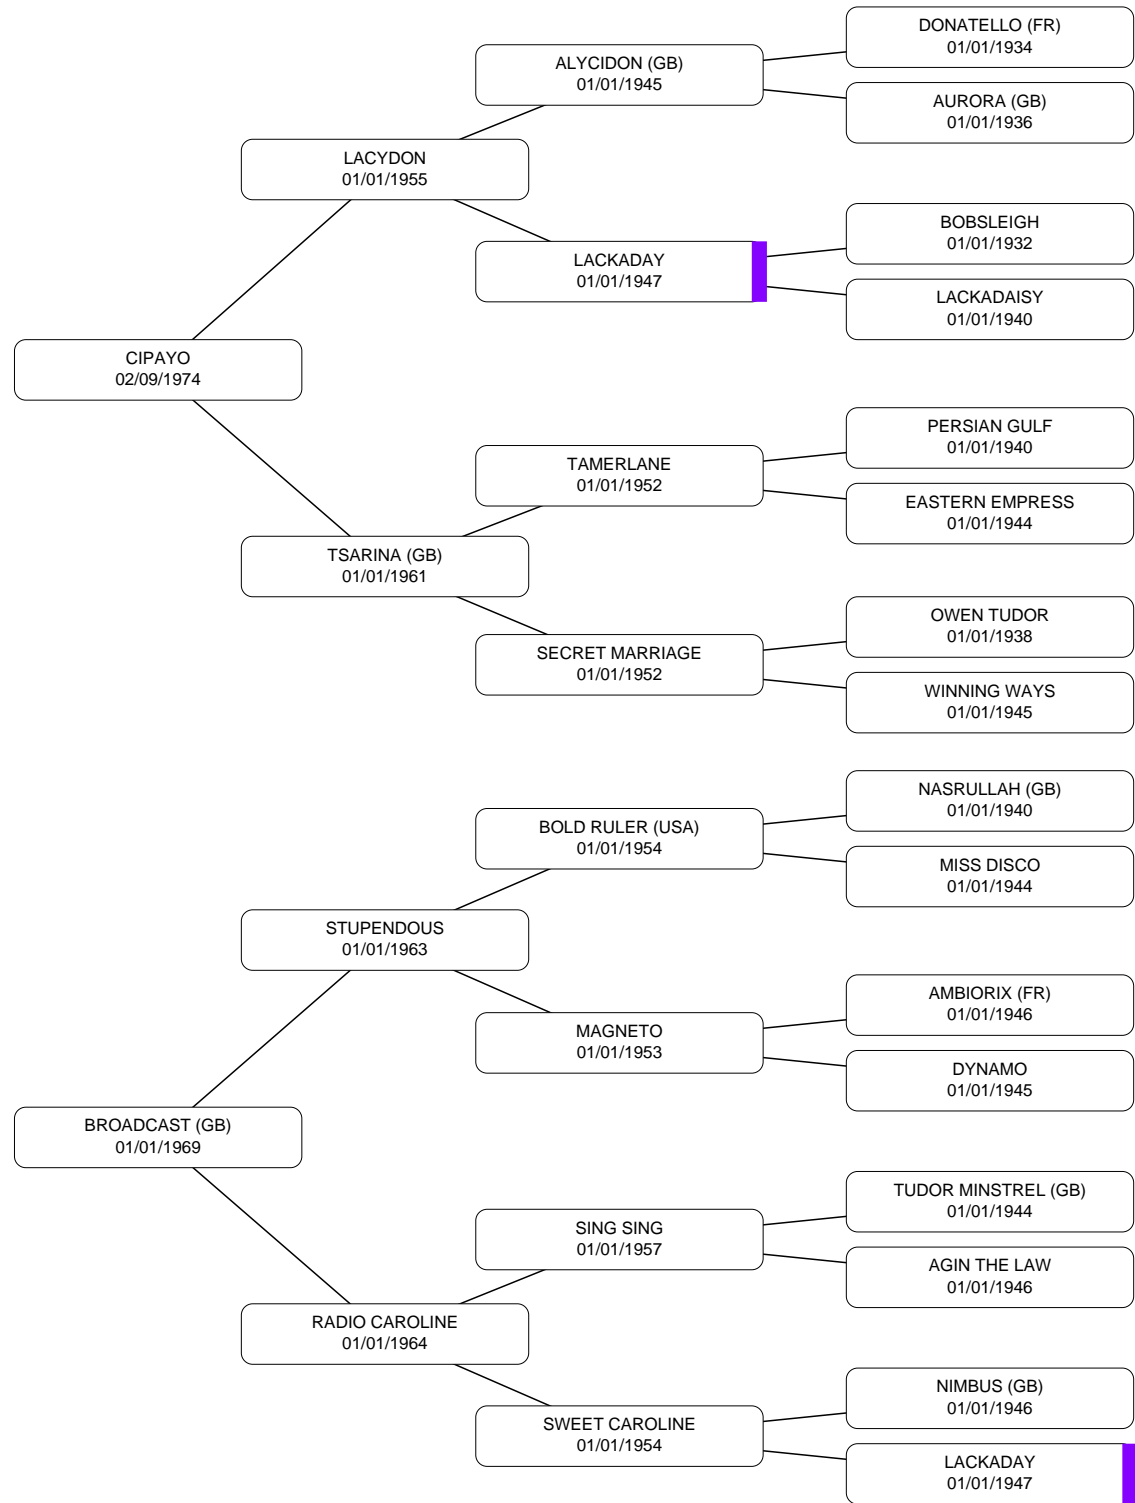 DONATELLO (FR)
01/01/1934
ALYCIDON (GB)
01/01/1945
AURORA (GB)
01/01/1936
LACYDON
01/01/1955
BOBSLEIGH
01/01/1932
LACKADAY
01/01/1947
LACKADAISY
01/01/1940
CIPAYO
02/09/1974
PERSIAN GULF
01/01/1940
TAMERLANE
01/01/1952
EASTERN EMPRESS
01/01/1944
TSARINA (GB)
01/01/1961
OWEN TUDOR
01/01/1938
SECRET MARRIAGE
01/01/1952
WINNING WAYS
01/01/1945
NASRULLAH (GB)
01/01/1940
BOLD RULER (USA)
01/01/1954
MISS DISCO
01/01/1944
STUPENDOUS
01/01/1963
AMBIORIX (FR)
01/01/1946
MAGNETO
01/01/1953
DYNAMO
01/01/1945
BROADCAST (GB)
01/01/1969
TUDOR MINSTREL (GB)
01/01/1944
SING SING
01/01/1957
AGIN THE LAW
01/01/1946
RADIO CAROLINE
01/01/1964
NIMBUS (GB)
01/01/1946
SWEET CAROLINE
01/01/1954
LACKADAY
01/01/1947